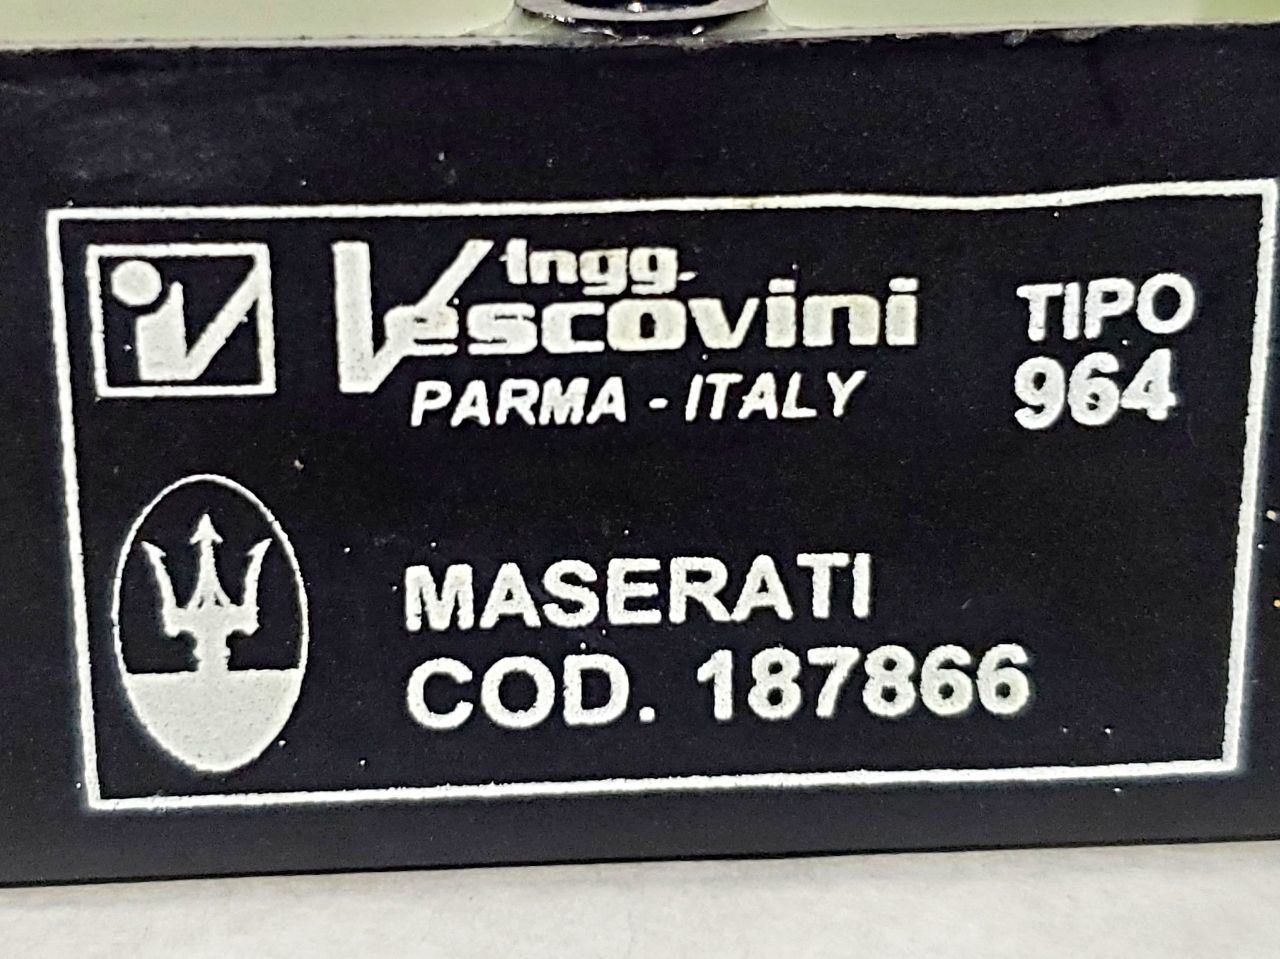 Ingg.
Vescovini
PARMA - ITALY
TIPO
964
MASERATI
COD. 187866